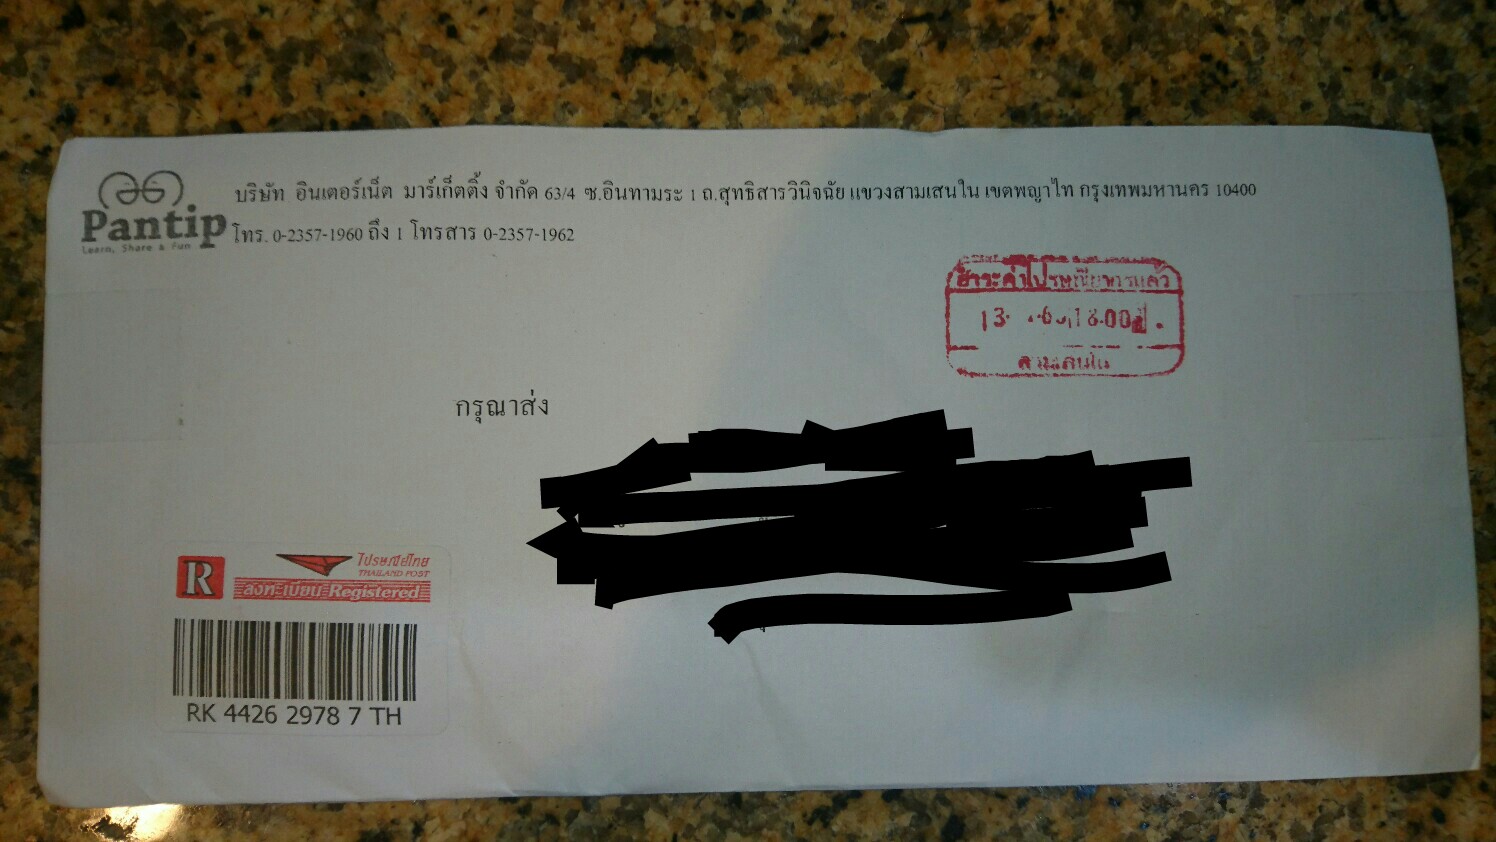 Pantip
Learn, Share & Fun
บริษัท อินเตอร์เน็ต มาร์เก็ตติ้ง จำกัด 63/4 ซ.อินทามระ 1 ถ.สุทธิสารวินิจฉัย แขวงสามเสนใน เขตพญาไท กรุงเทพมหานคร 10400
โทร. 0-2357-1960 ถึง 1 โทรสาร 0-2357-1962
ชำระค่าไปรษณียากรแล้ว
สามเสนใน
กรุณาส่ง
R
ไปรษณีย์ไทย
THAILAND POST
ลงทะเบียน Registered
RK 4426 2978 7 TH